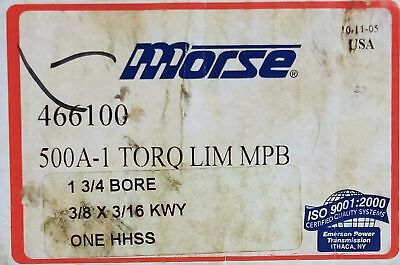 10-11-05
USA
morse®
466100
500A-1 TORQ LIM MPB
1 3/4 BORE
3/8 X 3/16 KWY
ONE HHSS
ISO 9001:2000
CERTIFIED QUALITY SYSTEMS
Emerson Power
Transmission
ITHACA, NY